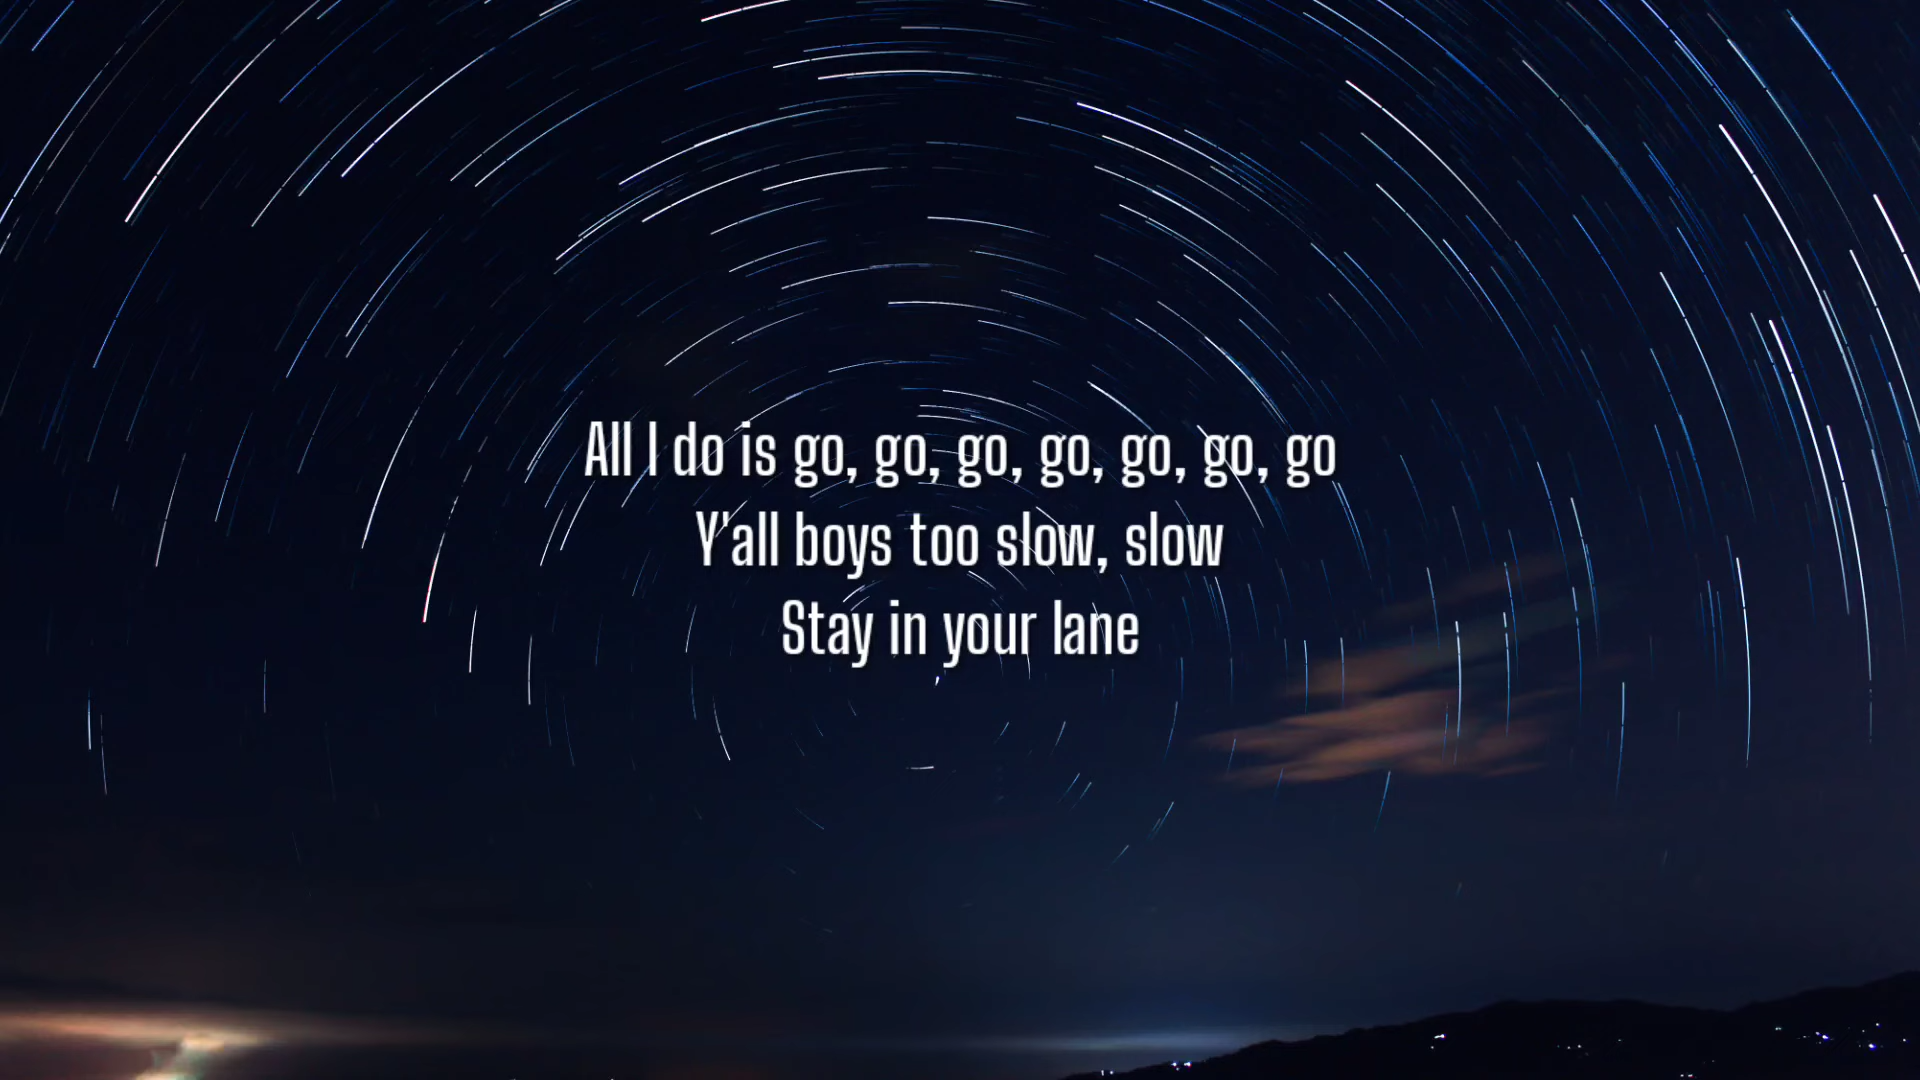 All I do is go, go, go, go, go, go, go
Y'all boys too slow, slow
Stay in your lane